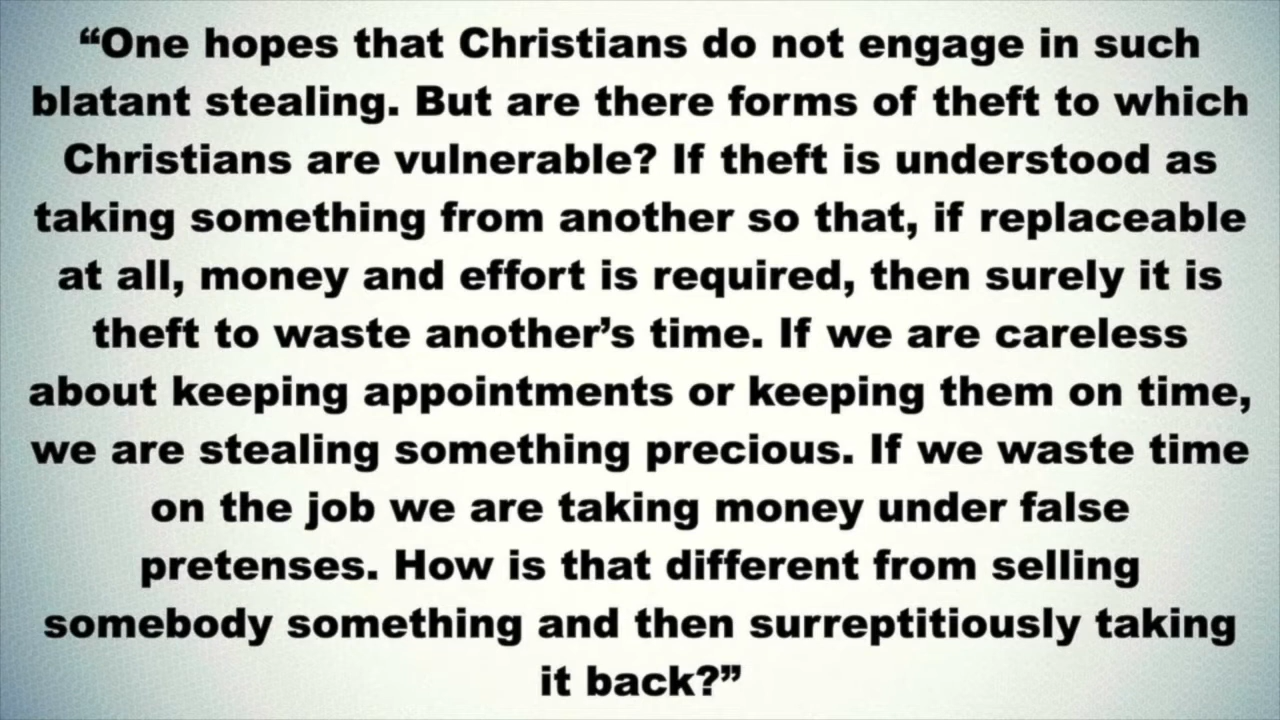 “One hopes that Christians do not engage in such
blatant stealing. But are there forms of theft to which
Christians are vulnerable? If theft is understood as
taking something from another so that, if replaceable
at all, money and effort is required, then surely it is
theft to waste another’s time. If we are careless
about keeping appointments or keeping them on time,
we are stealing something precious. If we waste time
on the job we are taking money under false
pretenses. How is that different from selling
somebody something and then surreptitiously taking
it back?”